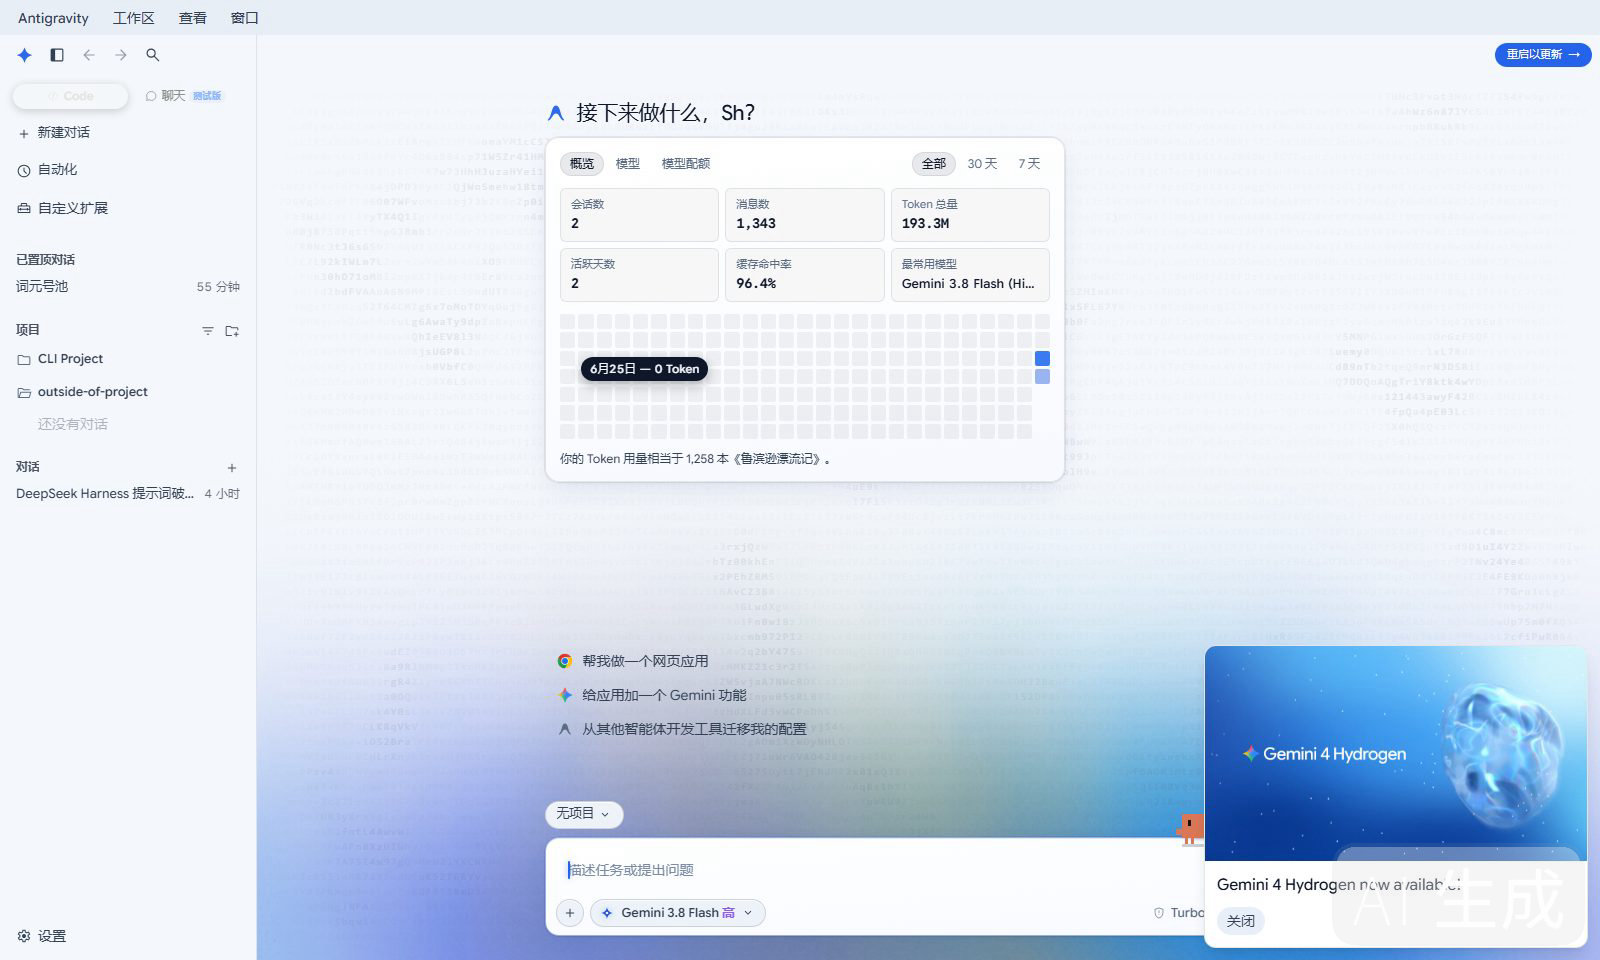 Antigravity 工作区 查看 窗口
重启以更新 →
Code 聊天 测试版
+ 新建对话
自动化
自定义扩展
已置顶对话
词元号池 55 分钟
项目
CLI Project
outside-of-project
还没有对话
对话 +
DeepSeek Harness 提示词破... 4 小时
设置
接下来做什么，Sh?
概览 模型 模型配额 全部 30 天 7 天
会话数 消息数 Token 总量
2 1,343 193.3M
活跃天数 缓存命中率 最常用模型
2 96.4% Gemini 3.8 Flash (Hi...
6月25日 — 0 Token
你的 Token 用量相当于 1,258 本《鲁滨逊漂流记》。
帮我做一个网页应用
给应用加一个 Gemini 功能
从其他智能体开发工具迁移我的配置
无项目
描述任务或提出问题
+ Gemini 3.8 Flash 高 Turbo
Gemini 4 Hydrogen
Gemini 4 Hydrogen now available!
关闭
AI 生成